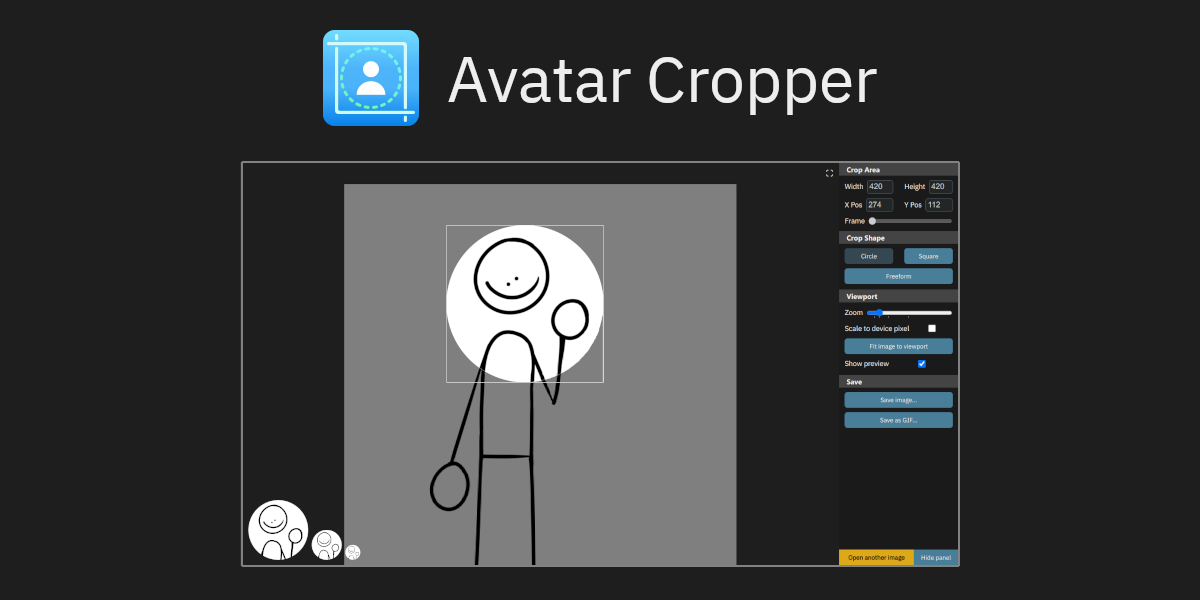 Avatar Cropper
Crop Area
Width 420 Height 420
X Pos 274 Y Pos 112
Frame
Crop Shape
Circle Square
Freeform
Viewport
Zoom
Scale to device pixel
Fit image to viewport
Show preview
Save
Save image...
Save as GIF...
Open another image Hide panel